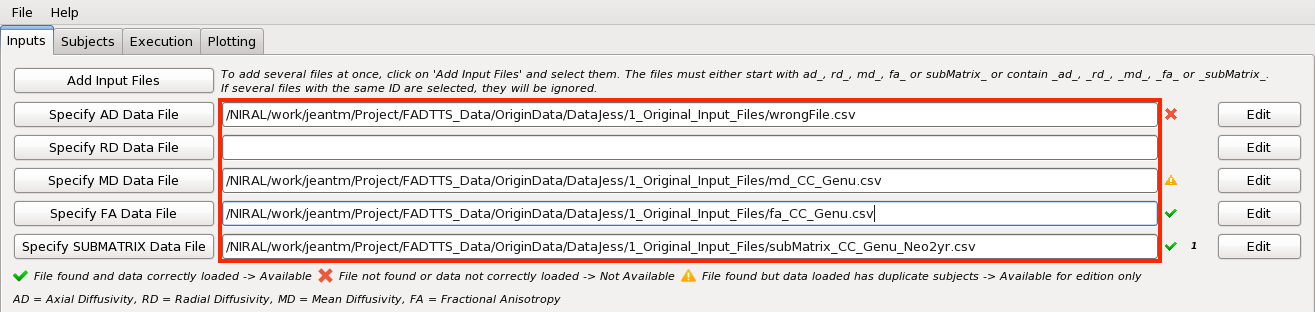 File Help
Inputs Subjects Execution Plotting
Add Input Files To add several files at once, click on 'Add Input Files' and select them. The files must either start with ad_, rd_, md_, fa_ or subMatrix_ or contain _ad_, _rd_, _md_, _fa_ or _subMatrix_.
If several files with the same ID are selected, they will be ignored.
Specify AD Data File /NIRAL/work/jeantm/Project/FADTTS_Data/OriginData/DataJess/1_Original_Input_Files/wrongFile.csv Edit
Specify RD Data File Edit
Specify MD Data File /NIRAL/work/jeantm/Project/FADTTS_Data/OriginData/DataJess/1_Original_Input_Files/md_CC_Genu.csv Edit
Specify FA Data File /NIRAL/work/jeantm/Project/FADTTS_Data/OriginData/DataJess/1_Original_Input_Files/fa_CC_Genu.csv Edit
Specify SUBMATRIX Data File /NIRAL/work/jeantm/Project/FADTTS_Data/OriginData/DataJess/1_Original_Input_Files/subMatrix_CC_Genu_Neo2yr.csv 1 Edit
File found and data correctly loaded -> Available File not found or data not correctly loaded -> Not Available File found but data loaded has duplicate subjects -> Available for edition only
AD = Axial Diffusivity, RD = Radial Diffusivity, MD = Mean Diffusivity, FA = Fractional Anisotropy